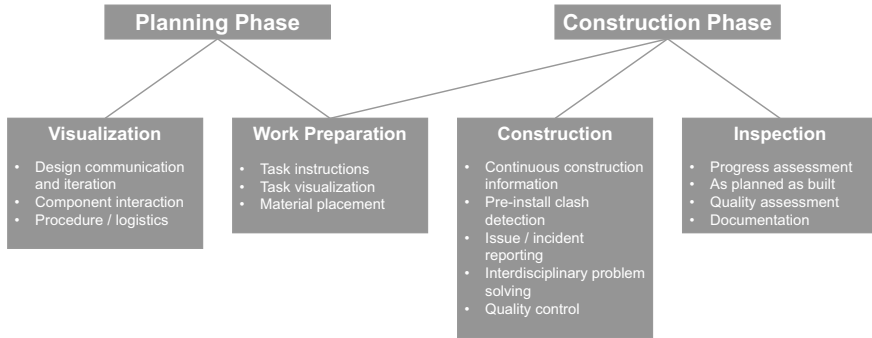 Planning Phase
Construction Phase
Visualization
• Design communication
and iteration
• Component interaction
• Procedure / logistics
Work Preparation
• Task instructions
• Task visualization
• Material placement
Construction
• Continuous construction
information
• Pre-install clash
detection
• Issue / incident
reporting
• Interdisciplinary problem
solving
• Quality control
Inspection
• Progress assessment
• As planned as built
• Quality assessment
• Documentation